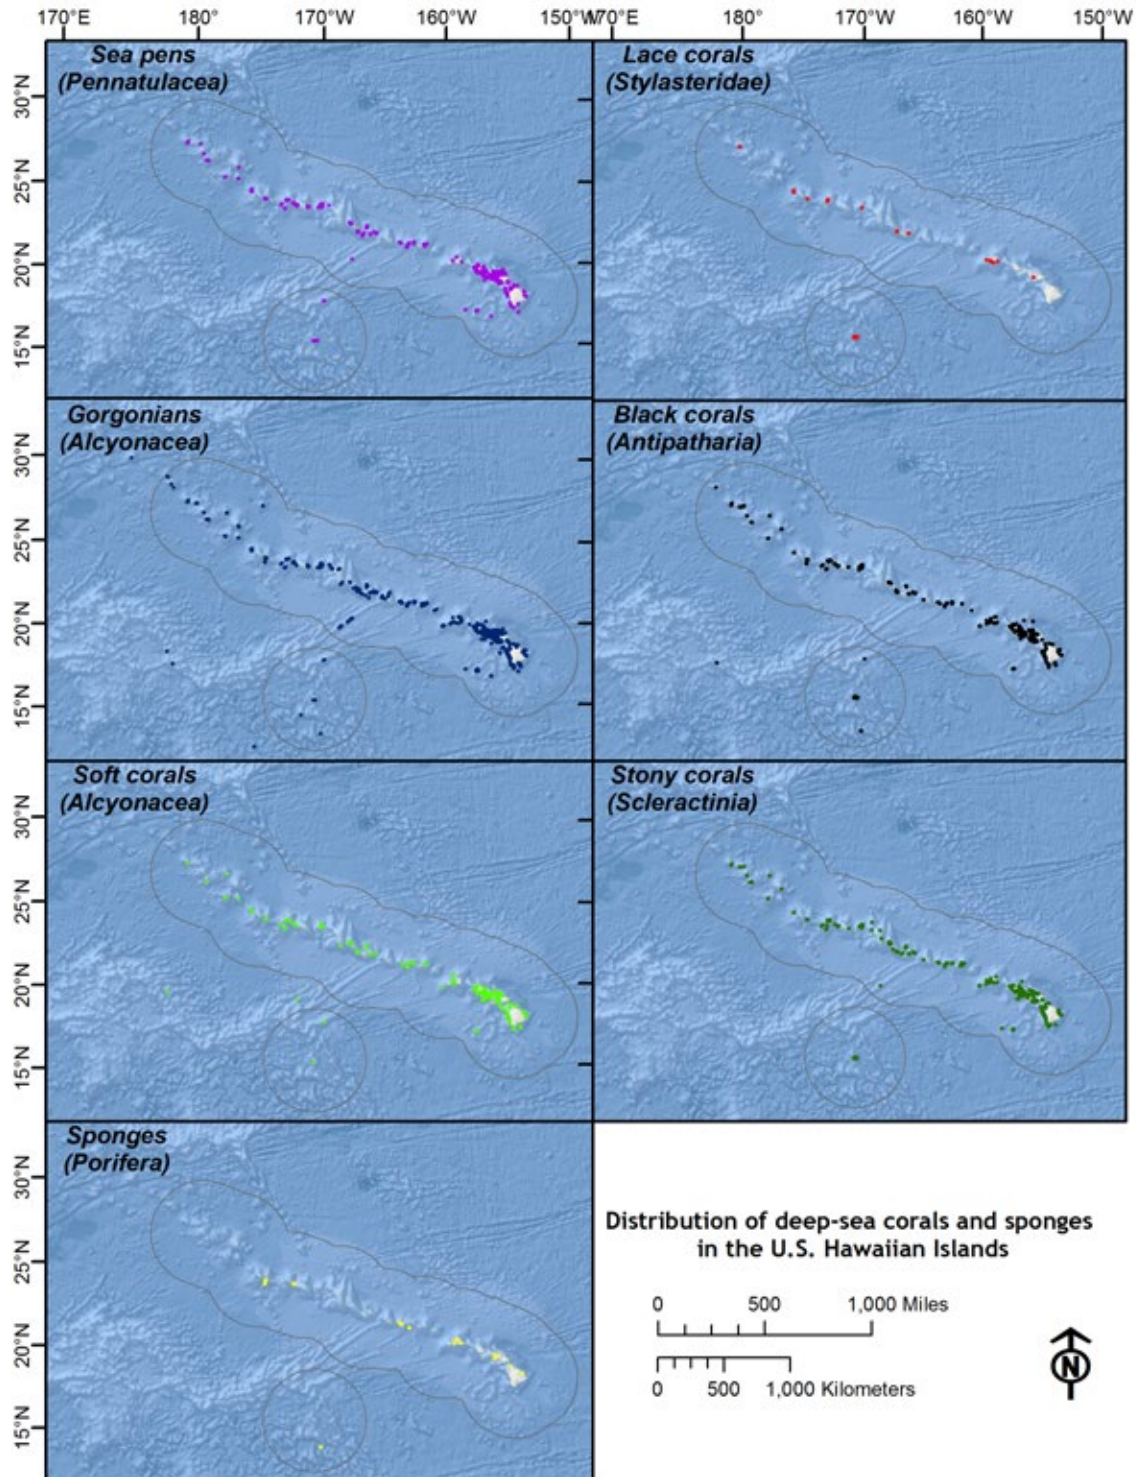 170°E 180° 170°W 160°W 150°W
170°E 180° 170°W 160°W 150°W
Sea pens
(Pennatulacea)
30°N
25°N
20°N
15°N
Lace corals
(Stylasteridae)
Gorgonians
(Alcyonacea)
30°N
25°N
20°N
15°N
Black corals
(Antipatharia)
Soft corals
(Alcyonacea)
30°N
25°N
20°N
15°N
Stony corals
(Scleractinia)
Sponges
(Porifera)
30°N
25°N
20°N
15°N
Distribution of deep-sea corals and sponges
in the U.S. Hawaiian Islands
0 500 1,000 Miles
0 500 1,000 Kilometers
N